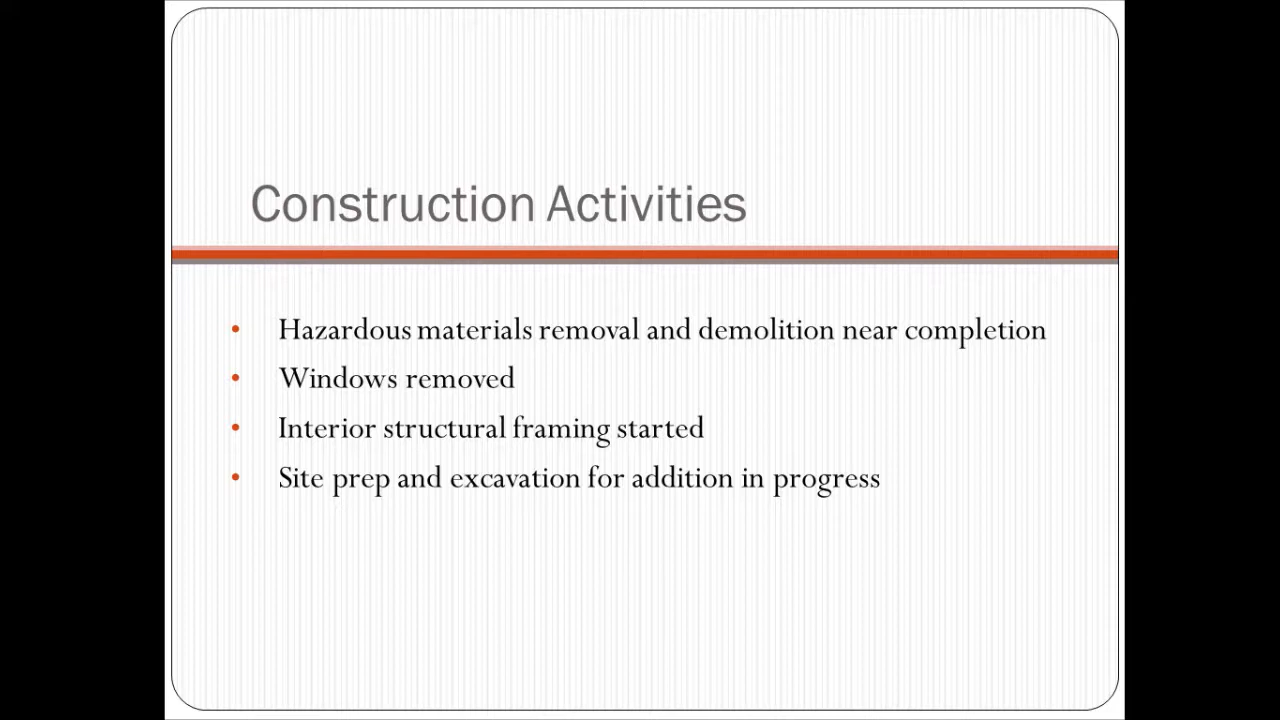 Construction Activities
• Hazardous materials removal and demolition near completion
• Windows removed
• Interior structural framing started
• Site prep and excavation for addition in progress